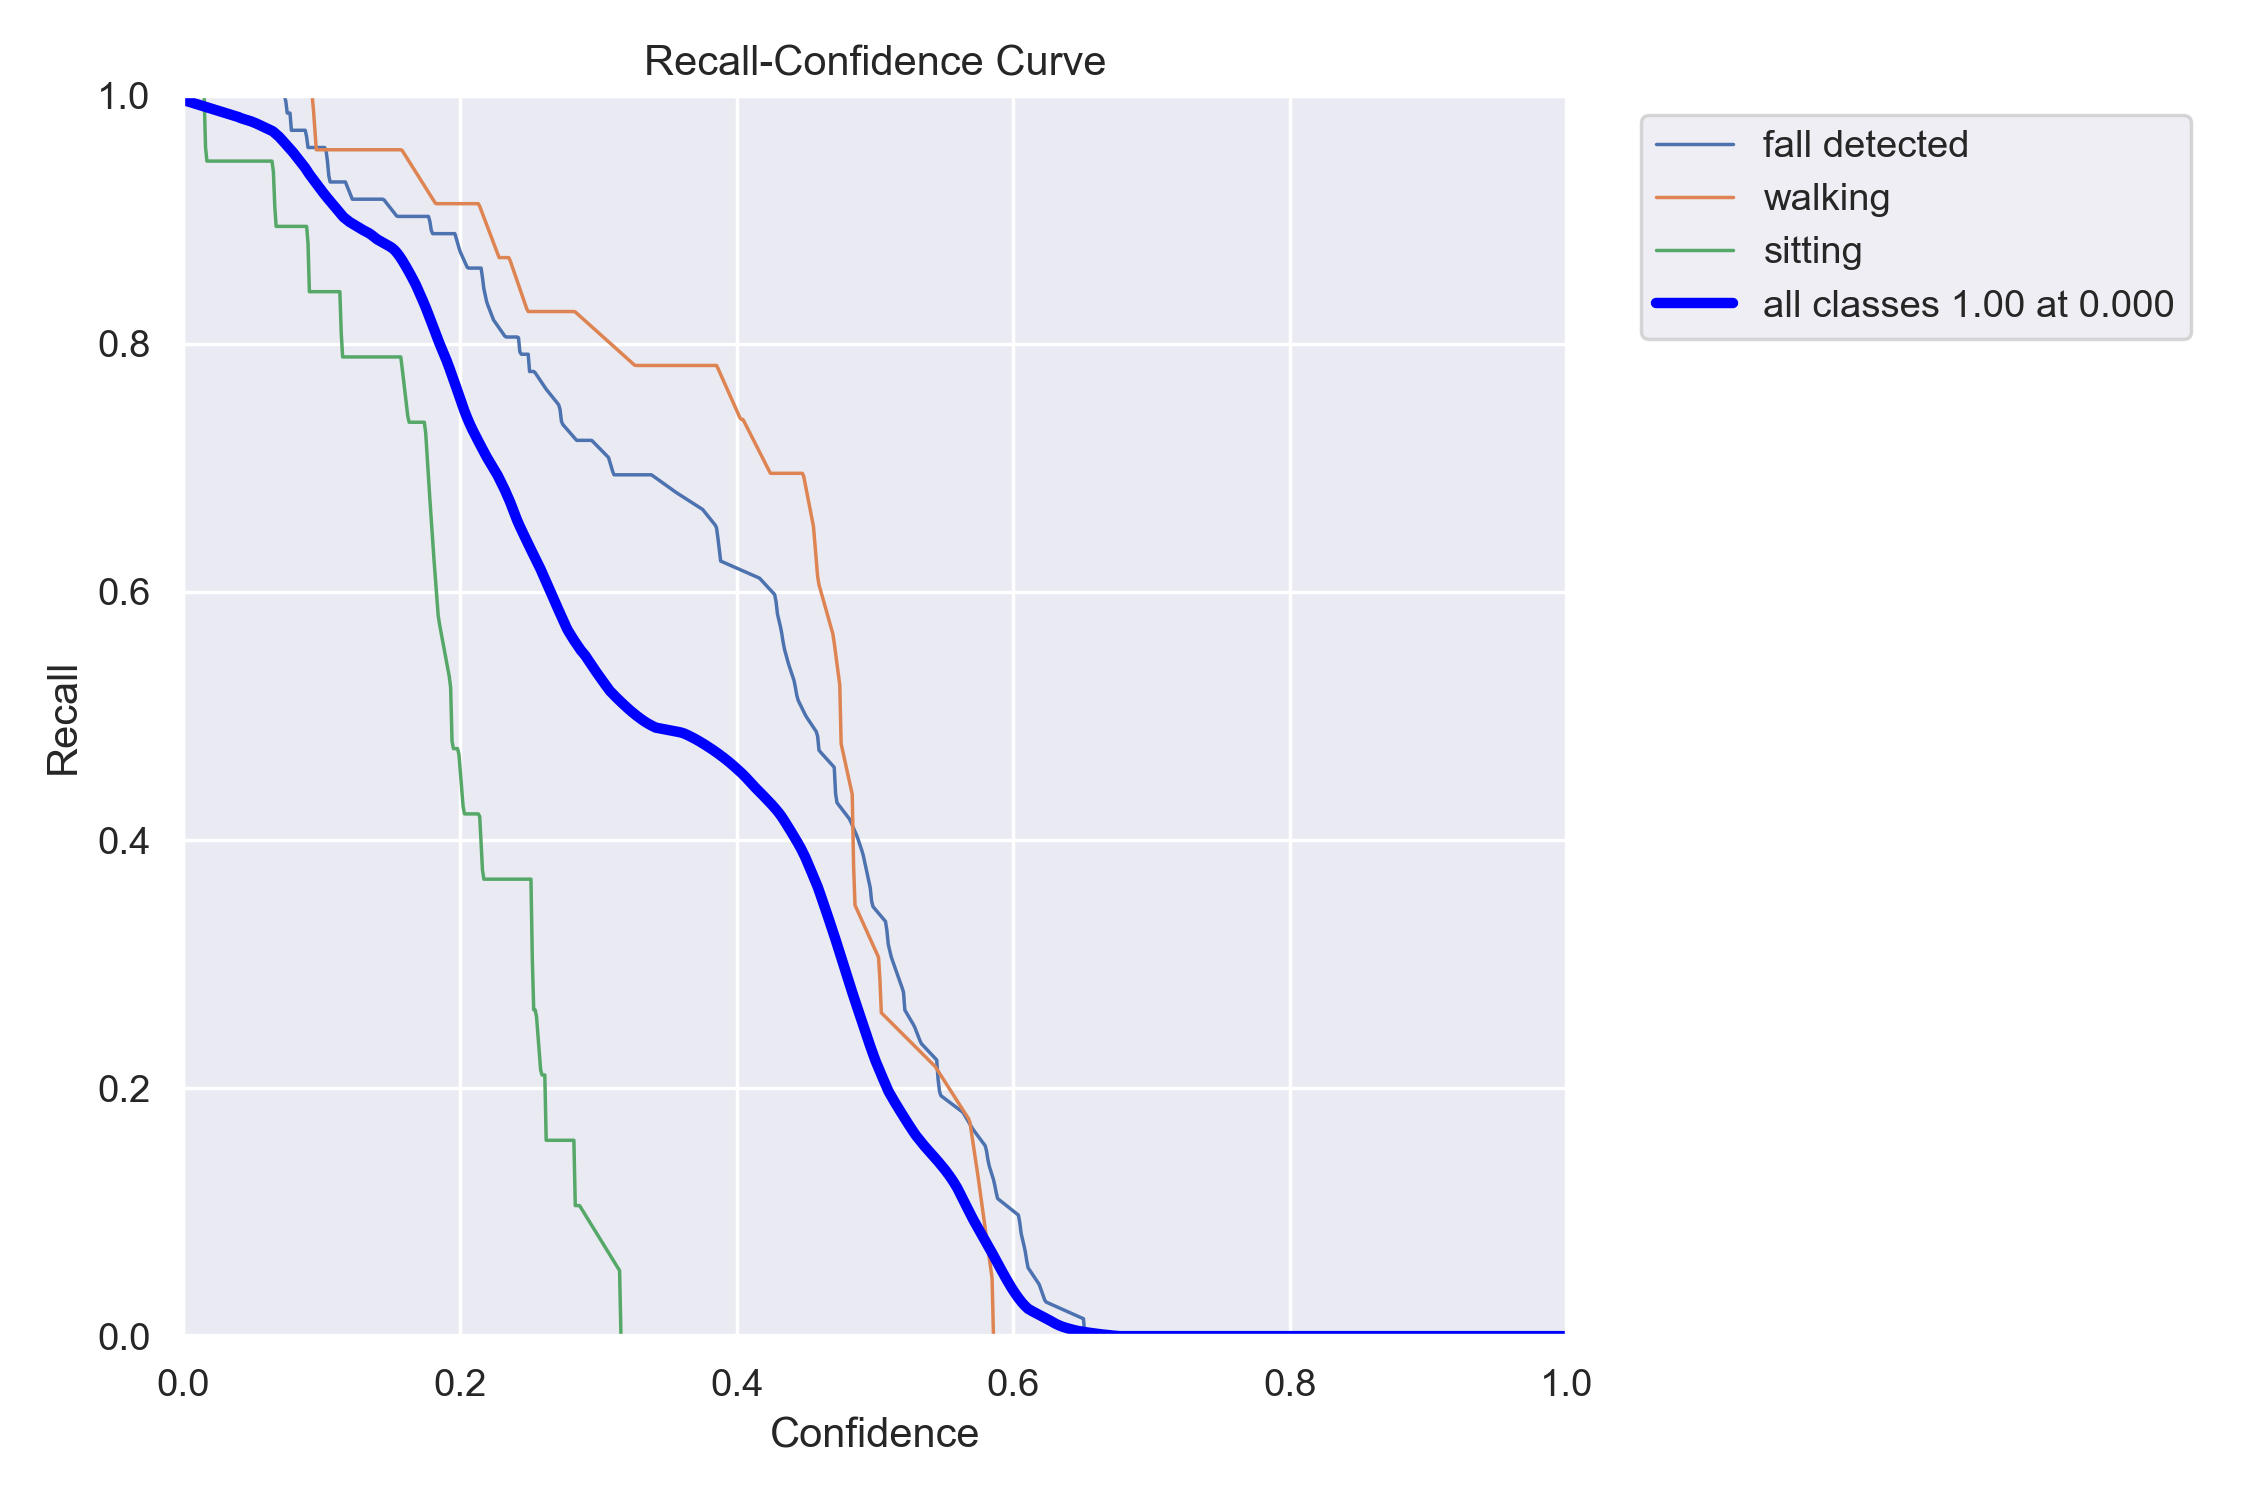 Recall-Confidence Curve
1.0
0.8
0.6
0.4
0.2
0.0
Recall
0.0 0.2 0.4 0.6 0.8 1.0
Confidence
fall detected
walking
sitting
all classes 1.00 at 0.000